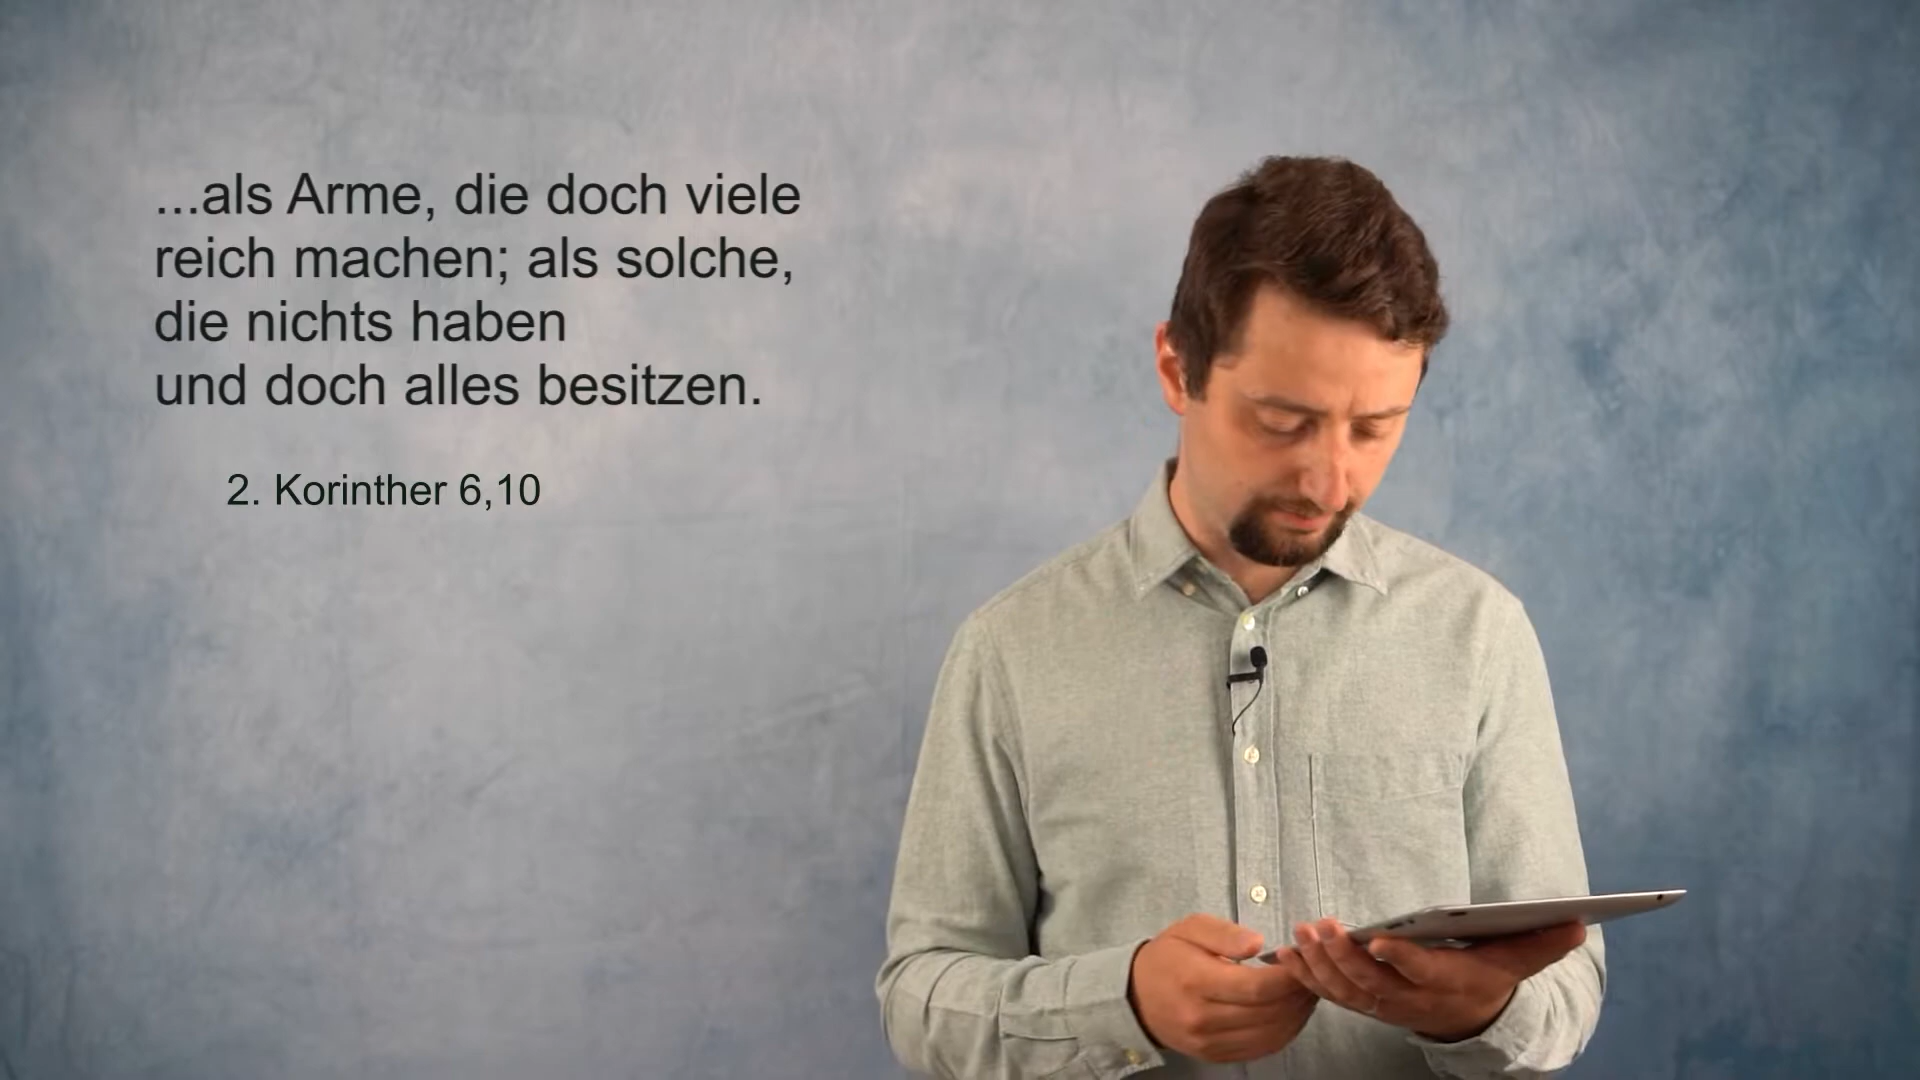 ...als Arme, die doch viele
reich machen; als solche,
die nichts haben
und doch alles besitzen.
2. Korinther 6,10